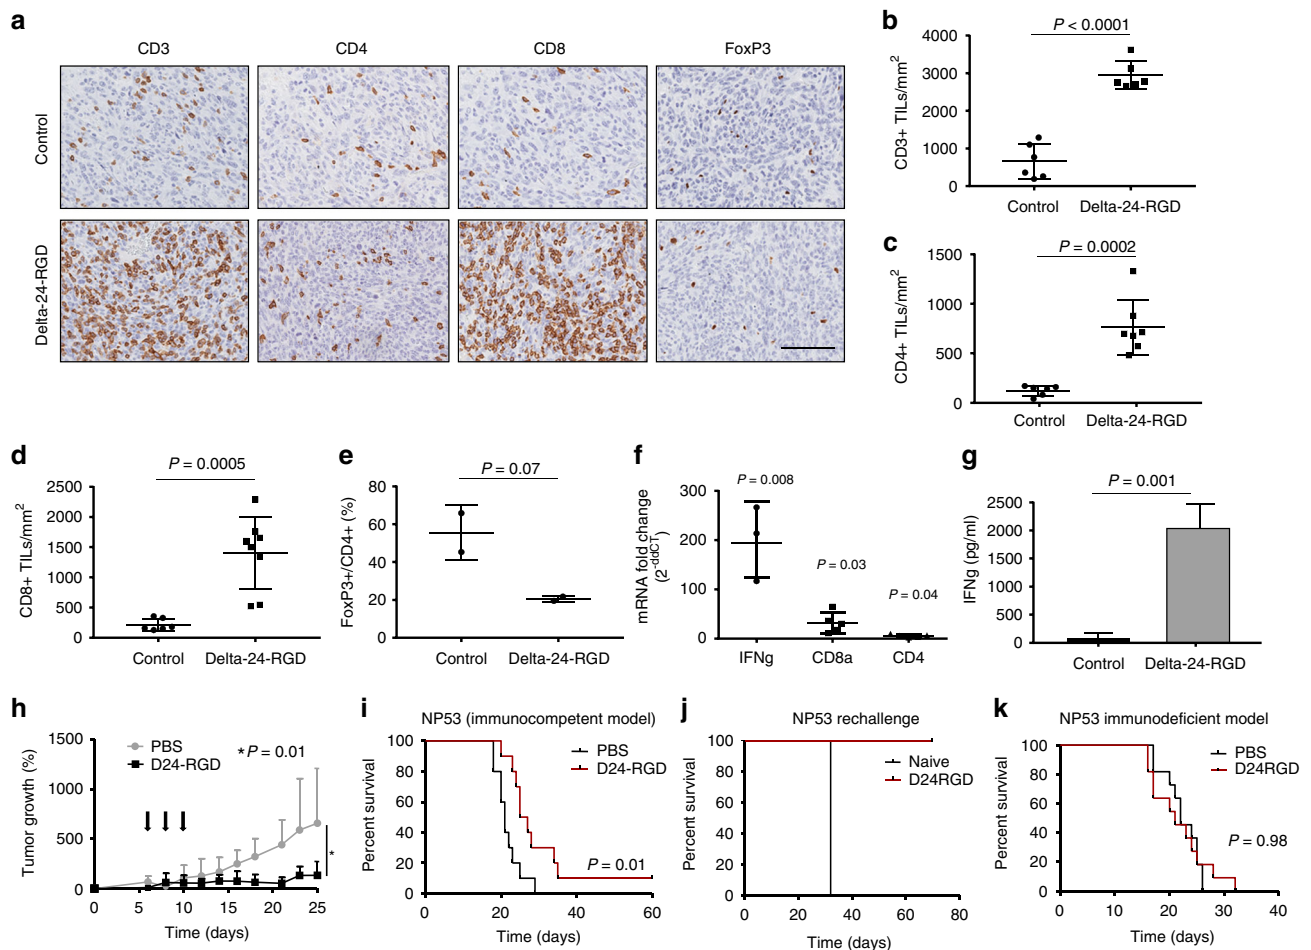 a
CD3
CD4
CD8
FoxP3
Control
Delta-24-RGD
b
P < 0.0001
CD3+ TILs/mm²
4000
3000
2000
1000
0
Control
Delta-24-RGD
c
P = 0.0002
CD4+ TILs/mm²
1500
1000
500
0
Control
Delta-24-RGD
d
P = 0.0005
CD8+ TILs/mm²
2500
2000
1500
1000
500
0
Control
Delta-24-RGD
e
P = 0.07
FoxP3+/CD4+ (%)
80
60
40
20
0
Control
Delta-24-RGD
f
mRNA fold change
(2^-ddCT)
300
200
100
0
P = 0.008
P = 0.03
P = 0.04
IFNg
CD8a
CD4
g
P = 0.001
IFNg (pg/ml)
2500
2000
1500
1000
500
0
Control
Delta-24-RGD
h
Tumor growth (%)
1500
1000
500
0
PBS
D24-RGD
*P = 0.01
*
0 5 10 15 20 25
Time (days)
i
NP53 (immunocompetent model)
Percent survival
100
80
60
40
20
0
PBS
D24-RGD
P = 0.01
0 20 40 60
Time (days)
j
NP53 rechallenge
Percent survival
100
80
60
40
20
0
Naive
D24RGD
0 20 40 60 80
Time (days)
k
NP53 immunodeficient model
Percent survival
100
80
60
40
20
0
PBS
D24RGD
P = 0.98
0 10 20 30 40
Time (days)